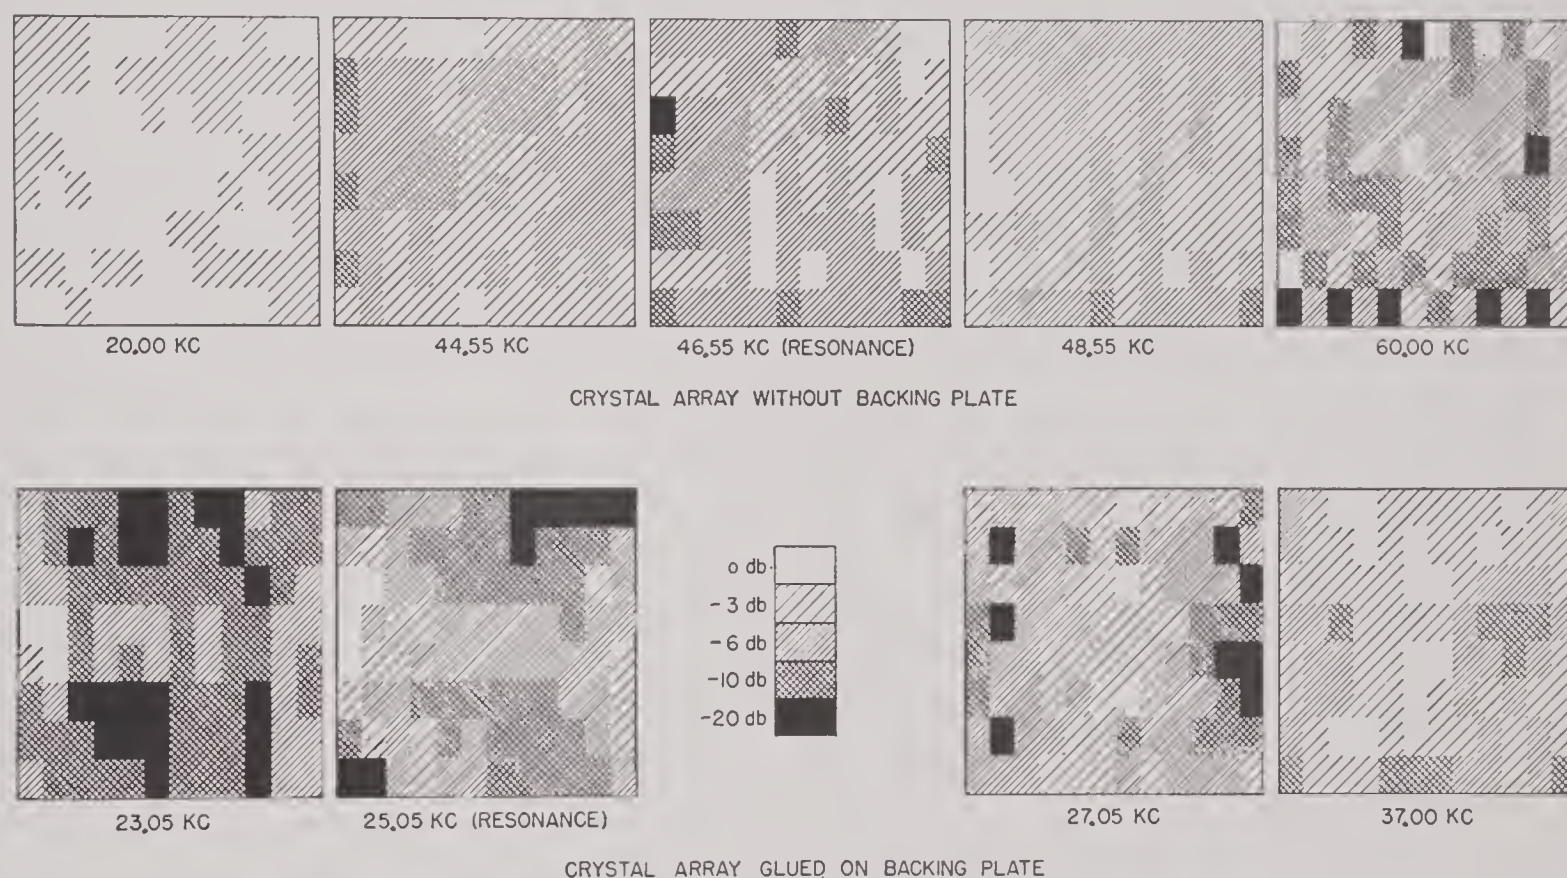 20.00 KC
44.55 KC
46.55 KC (RESONANCE)
48.55 KC
60.00 KC
CRYSTAL ARRAY WITHOUT BACKING PLATE
0 db
-3 db
-6 db
-10 db
-20 db
23.05 KC
25.05 KC (RESONANCE)
27.05 KC
37.00 KC
CRYSTAL ARRAY GLUED ON BACKING PLATE